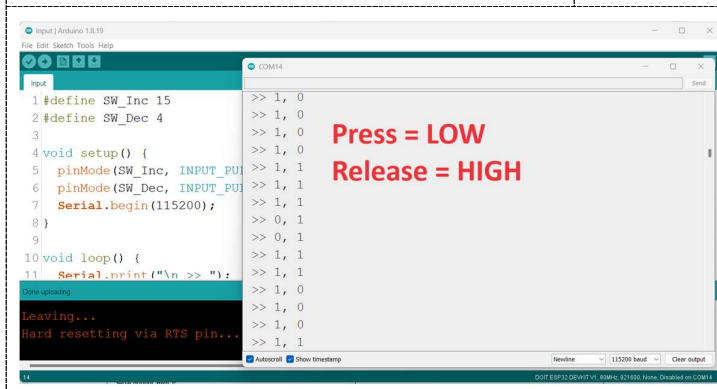 Input | Arduino 1.8.19
File Edit Sketch Tools Help
Input
1 #define SW_Inc 15
2 #define SW_Dec 4
3
4 void setup() {
5 pinMode(SW_Inc, INPUT_PU
6 pinMode(SW_Dec, INPUT_PU
7 Serial.begin(115200);
8 }
9
10 void loop() {
11 Serial.print("\n >> ");
Done uploading
Leaving...
Hard resetting via RTS pin...
14
COM14
Send
>> 1, 0
>> 1, 0
>> 1, 0
>> 1, 0
>> 1, 1
>> 1, 1
>> 1, 1
>> 0, 1
>> 0, 1
>> 1, 1
>> 1, 1
>> 1, 0
>> 1, 0
>> 1, 0
>> 1, 1
Press = LOW
Release = HIGH
Autoscroll Show timestamp
Newline
115200 baud
Clear output
DOIT ESP32 DEVKIT V1, 80MHz, 921600, None, Disabled on COM14